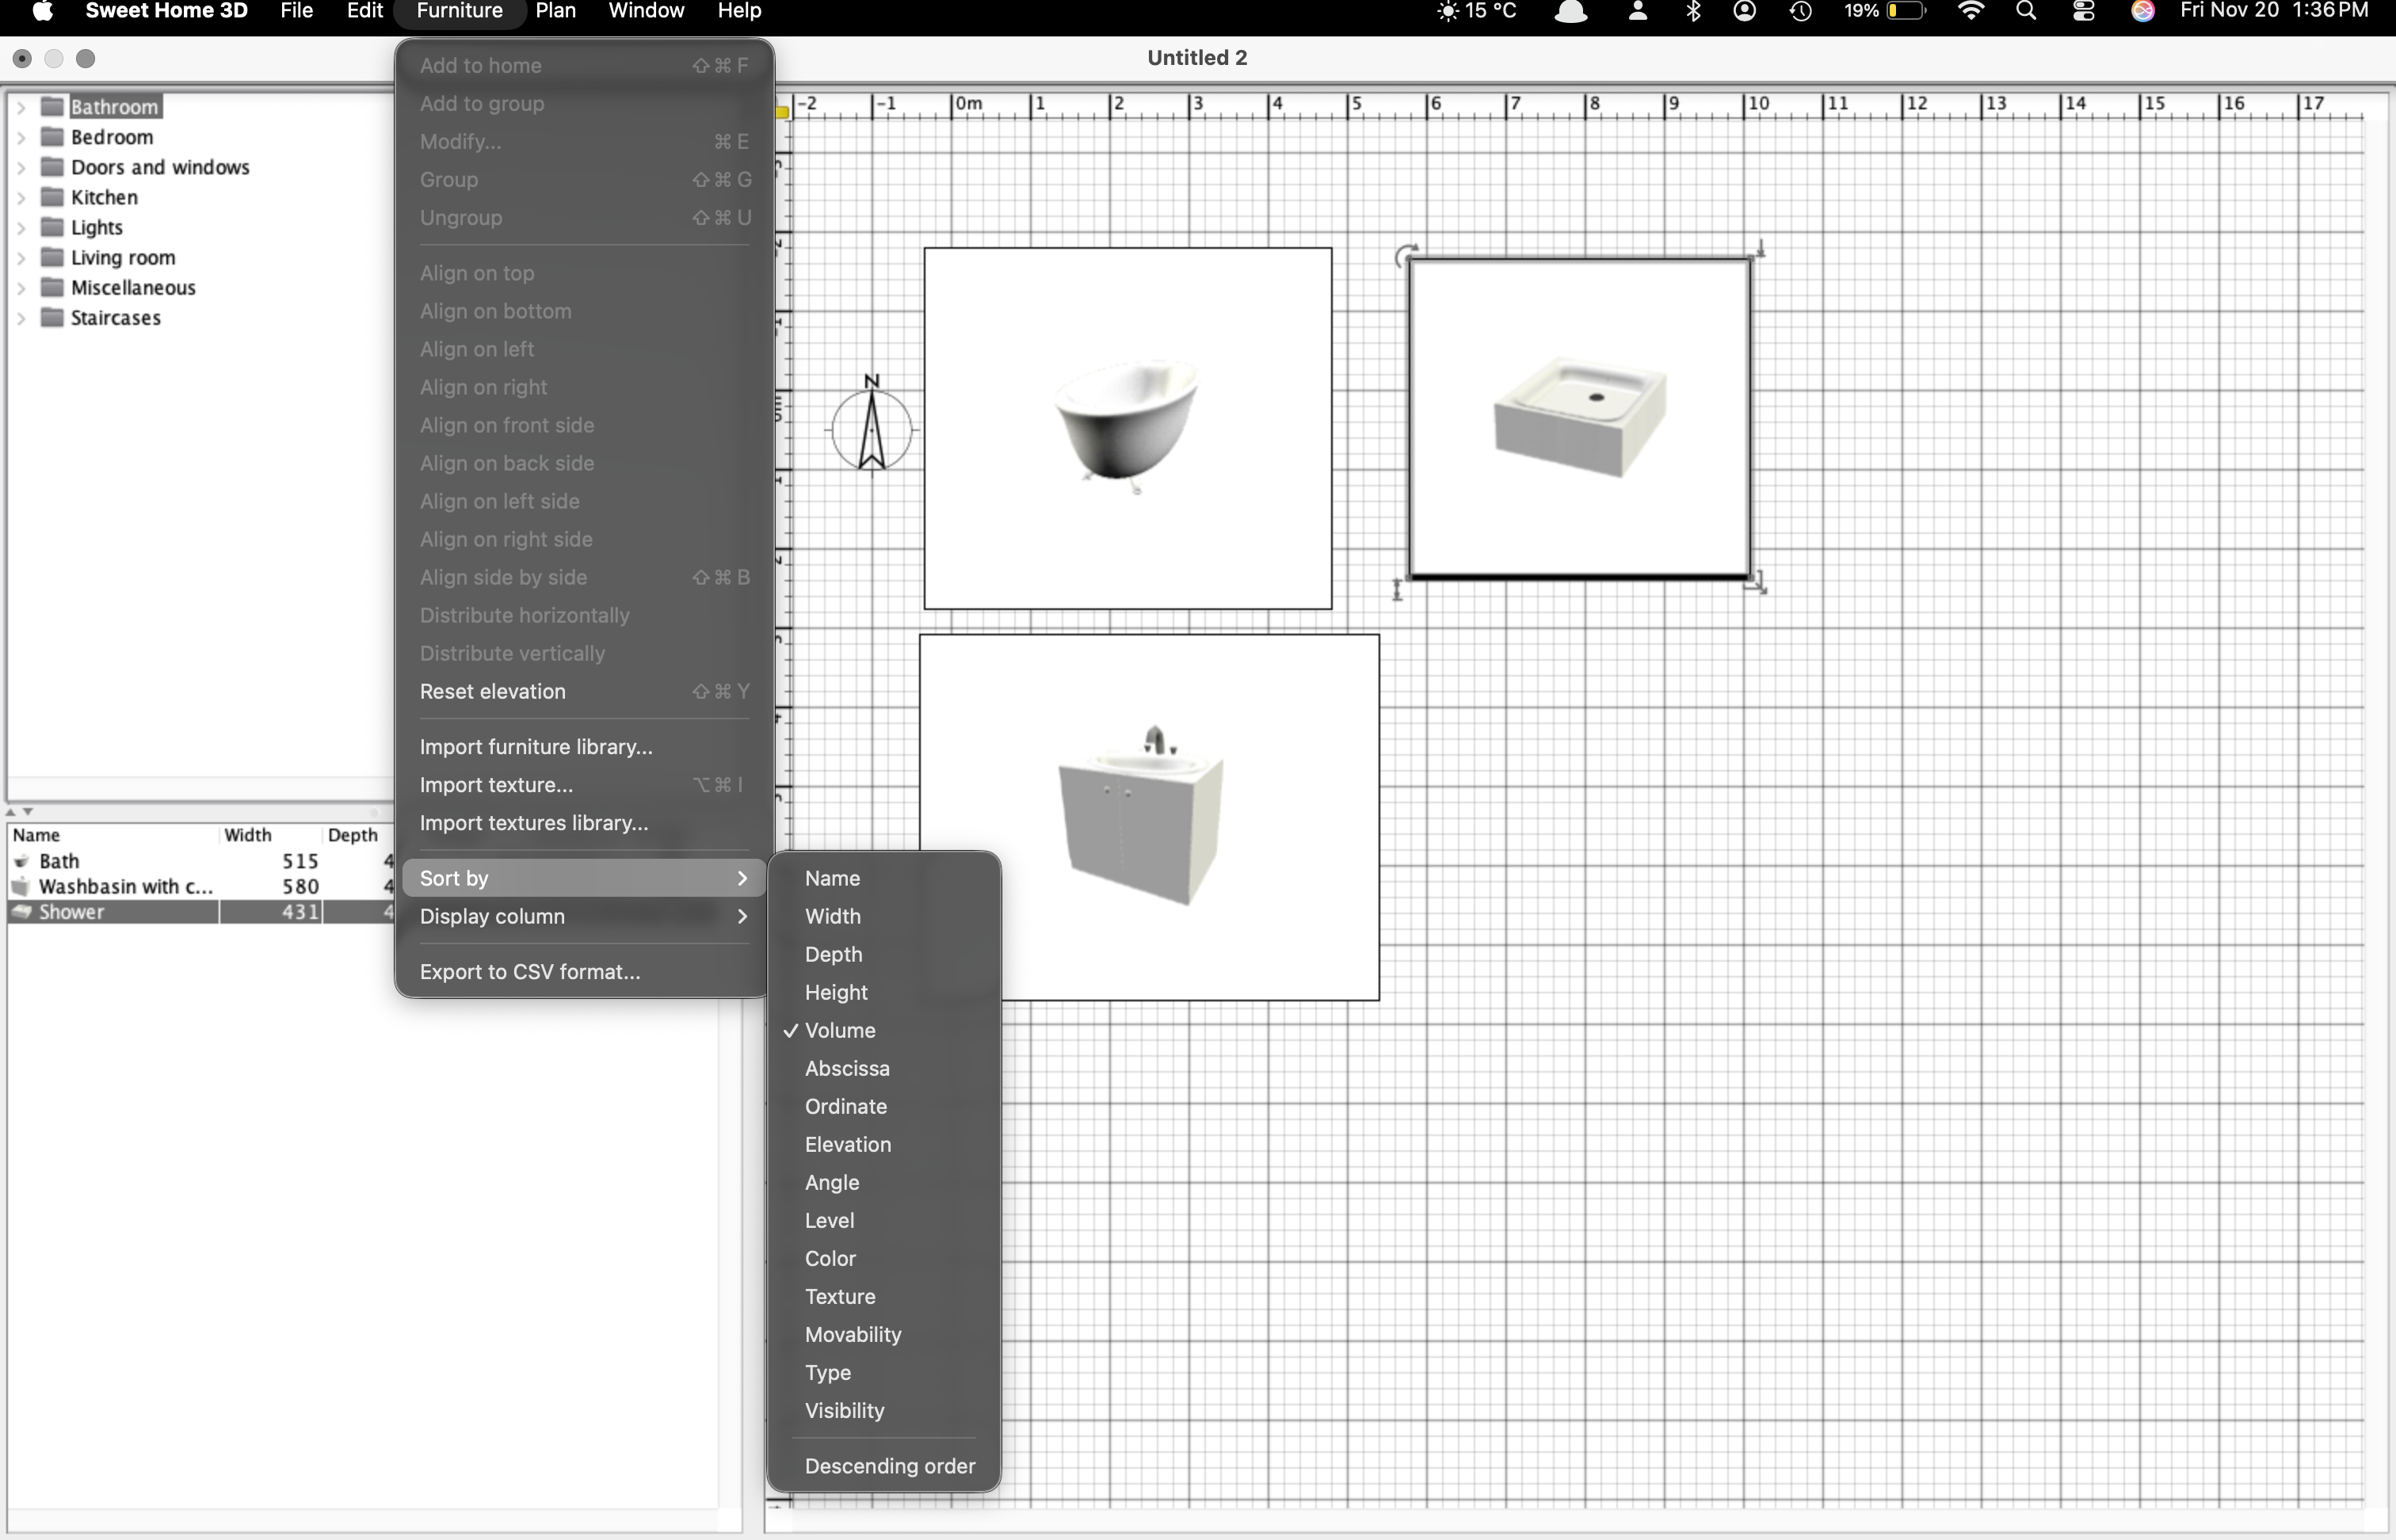 Sweet Home 3D File Edit Furniture Plan Window Help 15 °C 19% Fri Nov 20 1:36 PM
Untitled 2
Bathroom
Bedroom
Doors and windows
Kitchen
Lights
Living room
Miscellaneous
Staircases
Name Width Depth
Bath 515 4
Washbasin with c... 580 4
Shower 431 4
Add to home ⇧⌘F
Add to group
Modify... ⌘E
Group ⇧⌘G
Ungroup ⇧⌘U
Align on top
Align on bottom
Align on left
Align on right
Align on front side
Align on back side
Align on left side
Align on right side
Align side by side ⇧⌘B
Distribute horizontally
Distribute vertically
Reset elevation ⇧⌘Y
Import furniture library...
Import texture... ⌥⌘I
Import textures library...
Sort by
Display column
Export to CSV format...
Name
Width
Depth
Height
✓ Volume
Abscissa
Ordinate
Elevation
Angle
Level
Color
Texture
Movability
Type
Visibility
Descending order
-2 -1 0m 1 2 3 4 5 6 7 8 9 10 11 12 13 14 15 16 17
N